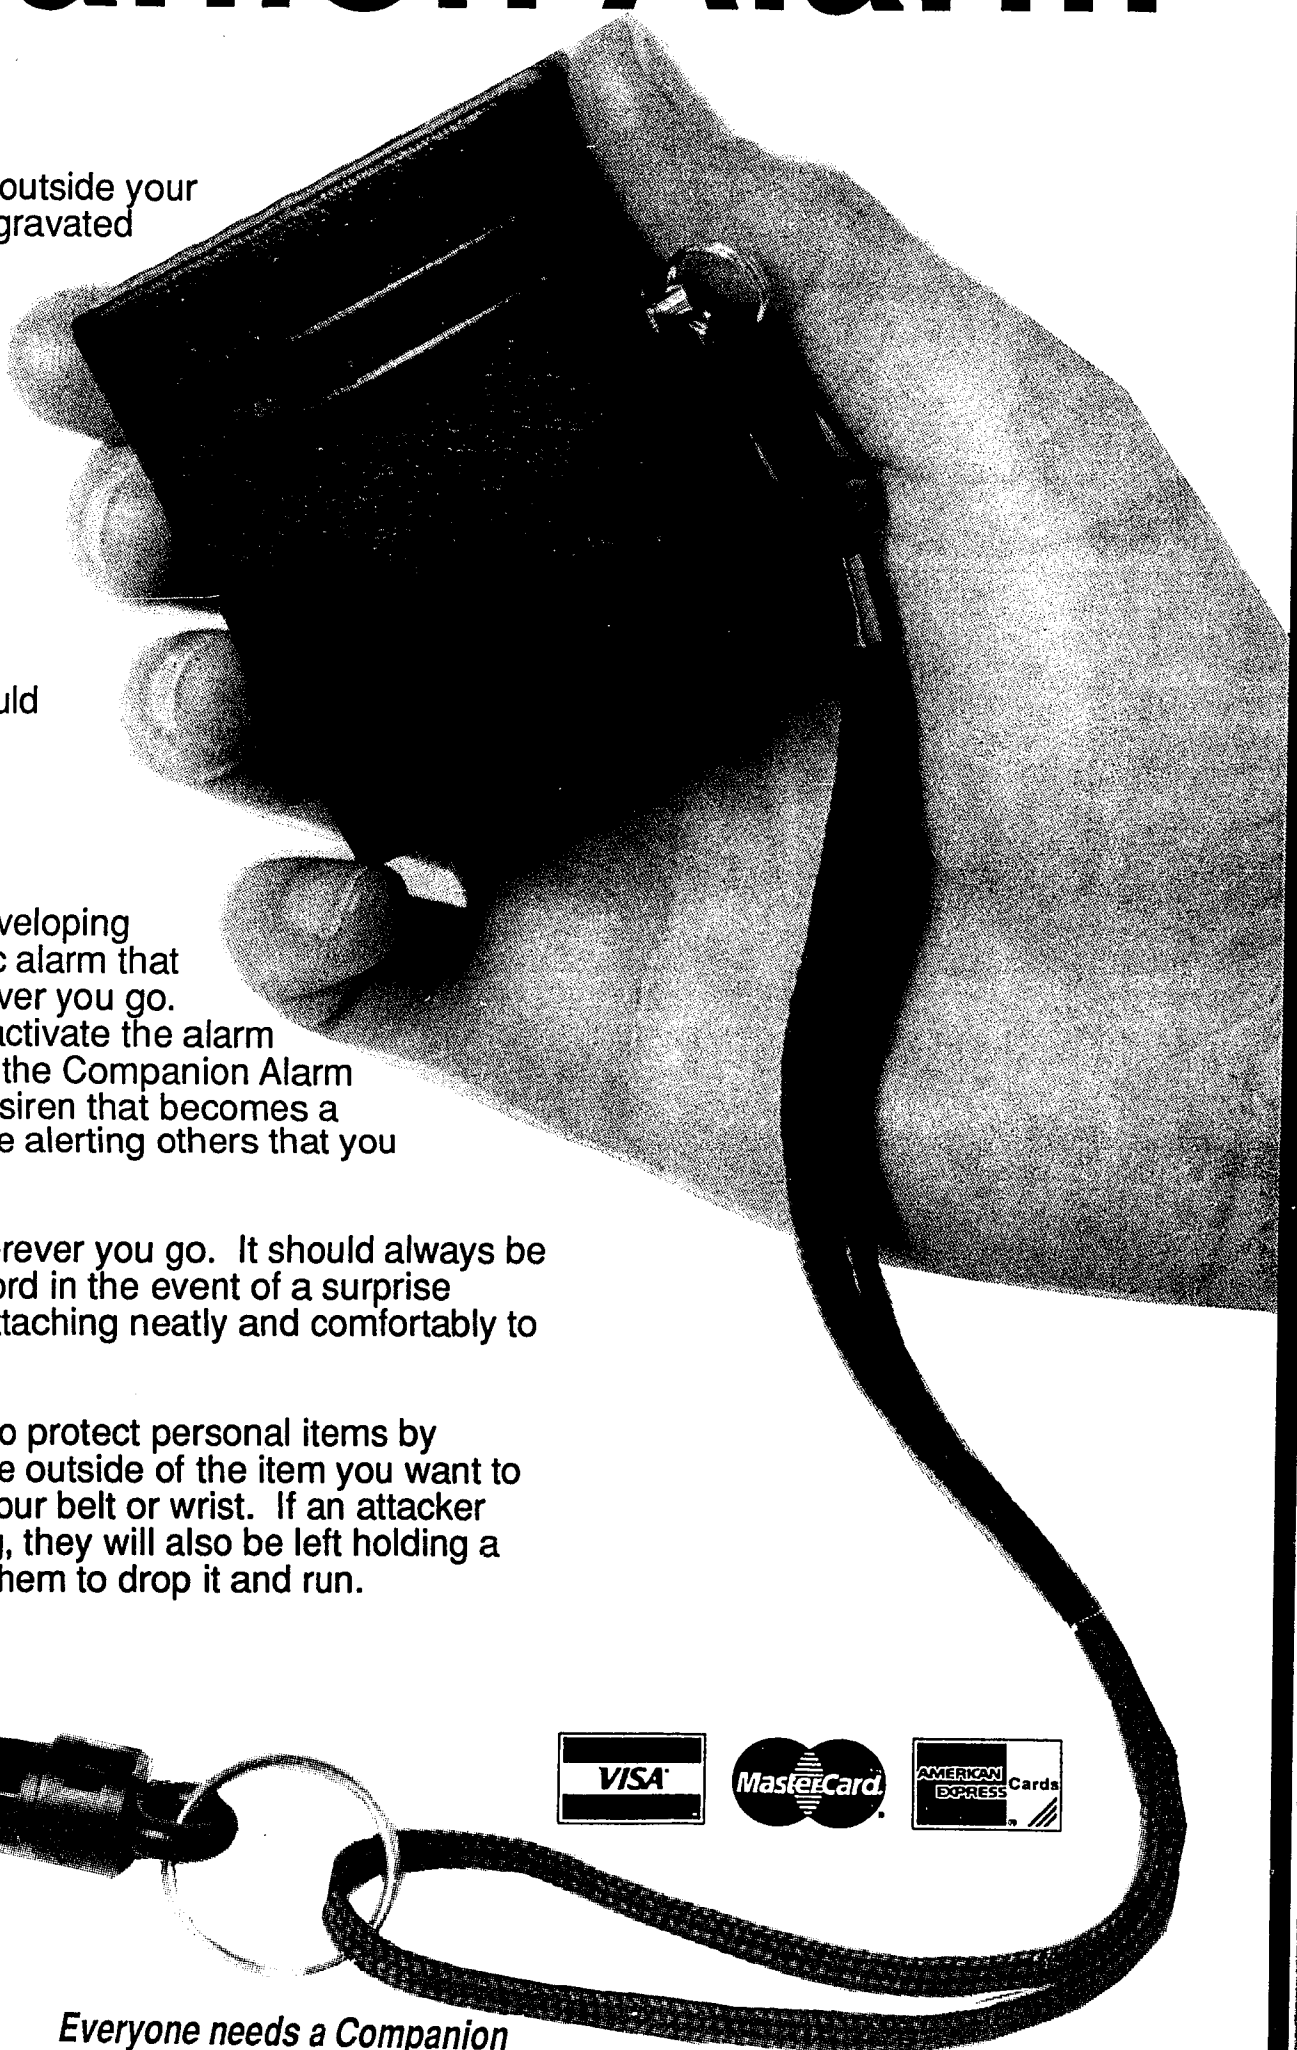 Alarm
outside your
gravated
uld
veloping
c alarm that
ver you go.
activate the alarm
the Companion Alarm
siren that becomes a
e alerting others that you
rever you go. It should always be
ord in the event of a surprise
ttaching neatly and comfortably to
o protect personal items by
e outside of the item you want to
our belt or wrist. If an attacker
g, they will also be left holding a
hem to drop it and run.
VISA
MasterCard
AMERICAN
EXPRESS Cards
Everyone needs a Companion